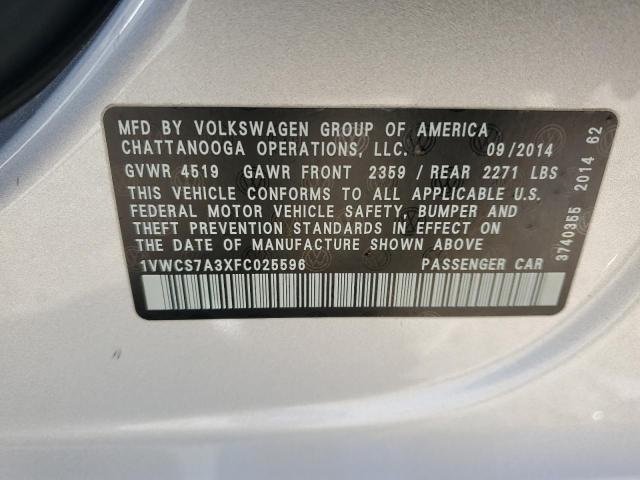 MFD BY VOLKSWAGEN GROUP OF AMERICA
CHATTANOOGA OPERATIONS, LLC. 09/2014
GVWR 4519 GAWR FRONT 2359 / REAR 2271 LBS
THIS VEHICLE CONFORMS TO ALL APPLICABLE U.S.
FEDERAL MOTOR VEHICLE SAFETY, BUMPER AND
THEFT PREVENTION STANDARDS IN EFFECT ON
THE DATE OF MANUFACTURE SHOWN ABOVE
1VWCS7A3XFC025596 PASSENGER CAR
3740355 2014 62